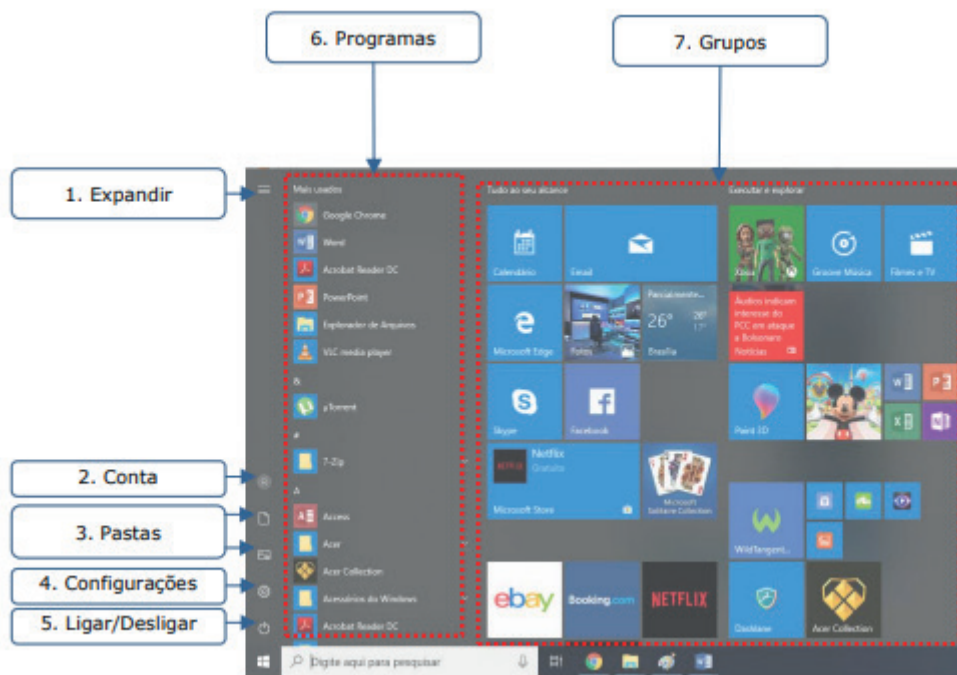 6. Programas
7. Grupos
1. Expandir
2. Conta
3. Pastas
4. Configurações
5. Ligar/Desligar
Mais usados
Google Chrome
Word
Acrobat Reader DC
PowerPoint
Explorador de Arquivos
VLC media player
&
µTorrent
#
7-Zip
A
Access
Acer
Acer Collection
Acessórios do Windows
Acrobat Reader DC
Tudo ao seu alcance
Calendário
Email
Microsoft Edge
Fotos
Parcialmente...
26°
26°
17°
Brasília
Skype
Facebook
Netflix
Gratuito
NETFLIX
Microsoft Store
Microsoft
Solitaire Collection
ebay
Booking.com
NETFLIX
Executar e explorar
Xbox
Groove Música
Filmes e TV
Áudios indicam
interesse do
PCC em ataque
a Bolsonaro
Notícias
Paint 3D
WildTangent...
Acer Collection
Digite aqui para pesquisar